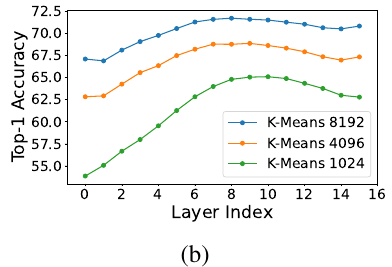 72.5
70.0
67.5
65.0
62.5
60.0
57.5
55.0
Top-1 Accuracy
K-Means 8192
K-Means 4096
K-Means 1024
0 2 4 6 8 10 12 14 16
Layer Index
(b)